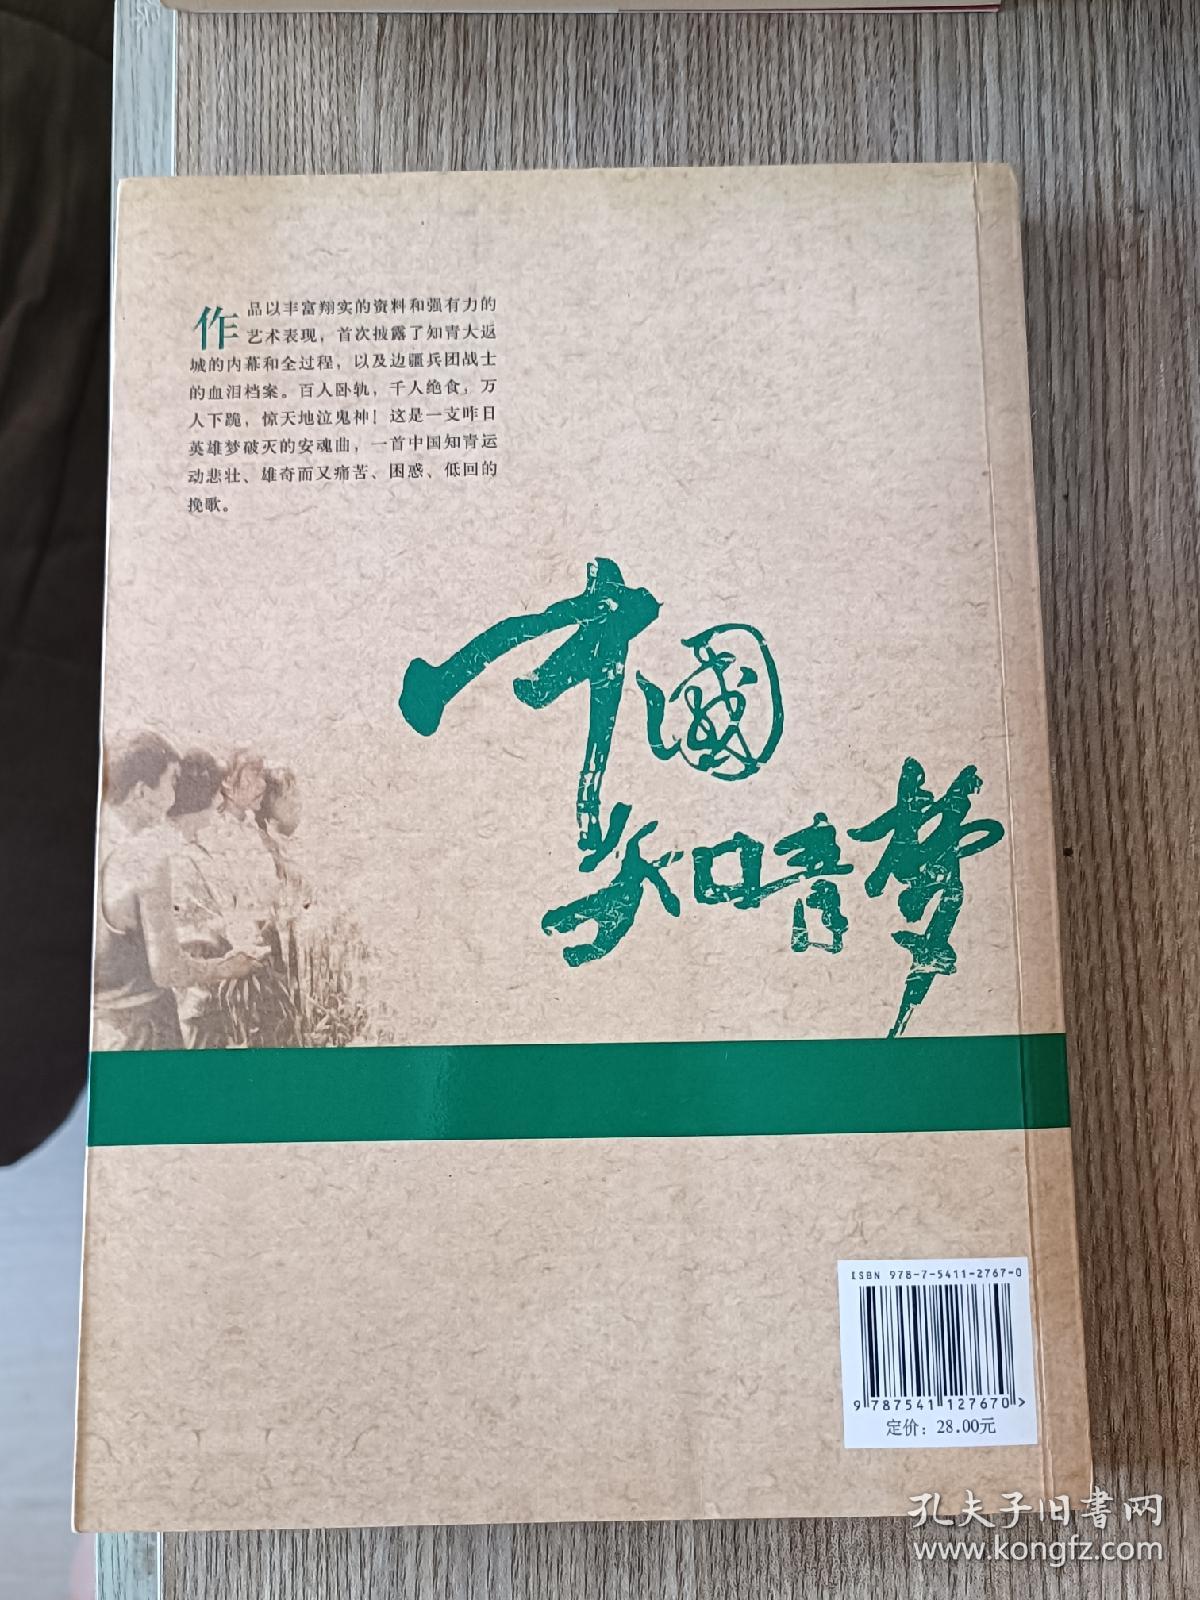 作品以丰富翔实的资料和强有力的
艺术表现，首次披露了知青大返
城的内幕和全过程，以及边疆兵团战士
的血泪档案。百人卧轨，千人绝食，万
人下跪，惊天地泣鬼神！这是一支昨日
英雄梦破灭的安魂曲，一首中国知青运
动悲壮、雄奇而又痛苦、困惑、低回的
挽歌。
中國
知青梦
ISBN 978-7-5411-2767-0
9 787541 127670 >
定价：28.00元
孔夫子旧書网
www.kongfz.com